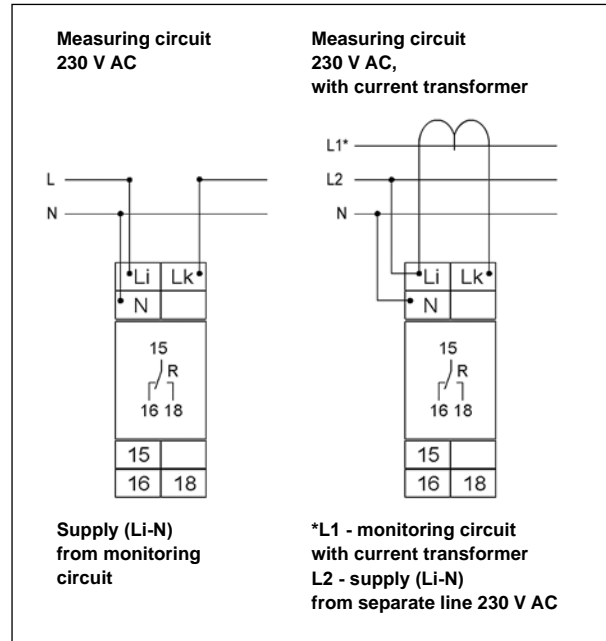 Measuring circuit
230 V AC
L
N
Li Lk
N
15
R
16 18
15
16 18
Supply (Li-N)
from monitoring
circuit
Measuring circuit
230 V AC,
with current transformer
L1*
L2
N
Li Lk
N
15
R
16 18
15
16 18
*L1 - monitoring circuit
with current transformer
L2 - supply (Li-N)
from separate line 230 V AC